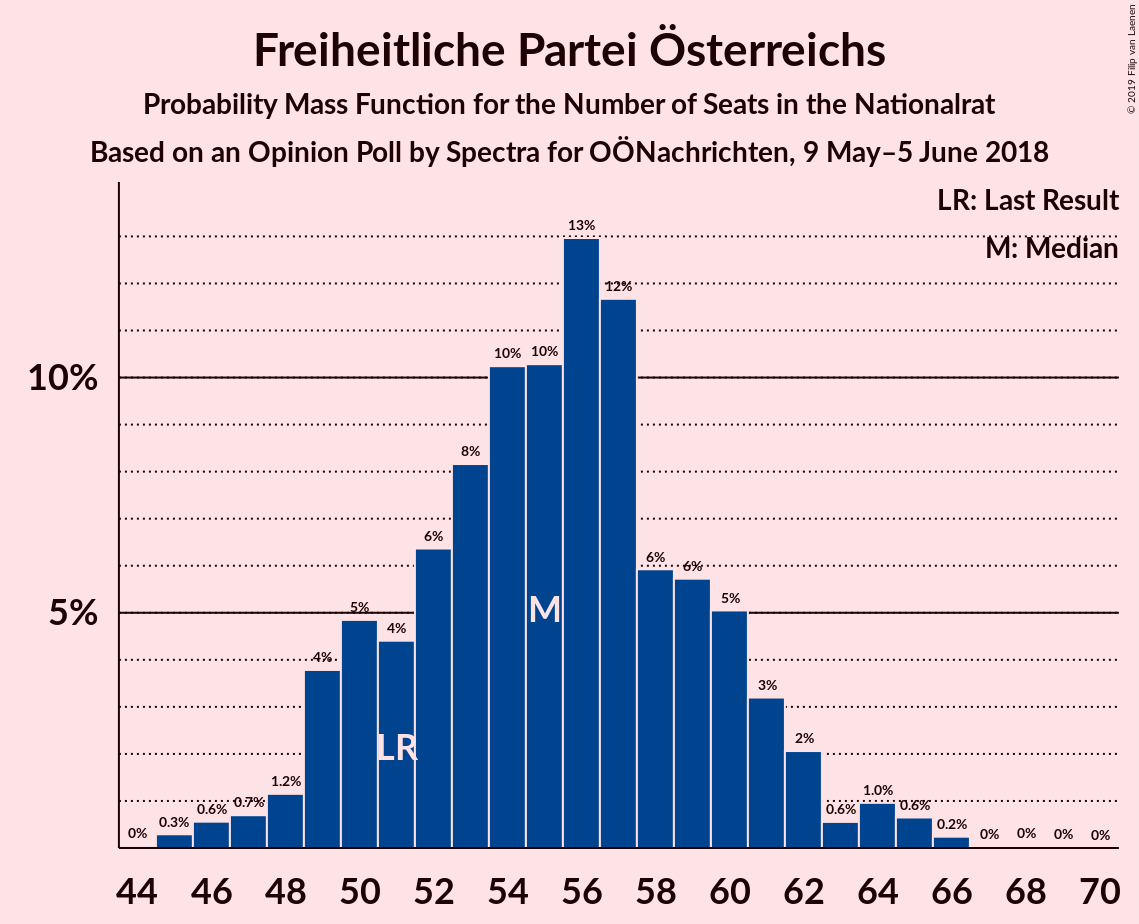 Freiheitliche Partei Österreichs
Probability Mass Function for the Number of Seats in the Nationalrat
Based on an Opinion Poll by Spectra for OÖNachrichten, 9 May–5 June 2018
© 2019 Filip van Laenen
LR: Last Result
M: Median
10%
5%
0% 0.3% 0.6% 0.7% 1.2% 4% 5% 4% 6% 8% 10% 10% 13% 12% 6% 6% 5% 3% 2% 0.6% 1.0% 0.6% 0.2% 0% 0% 0% 0%
M
LR
44 46 48 50 52 54 56 58 60 62 64 66 68 70